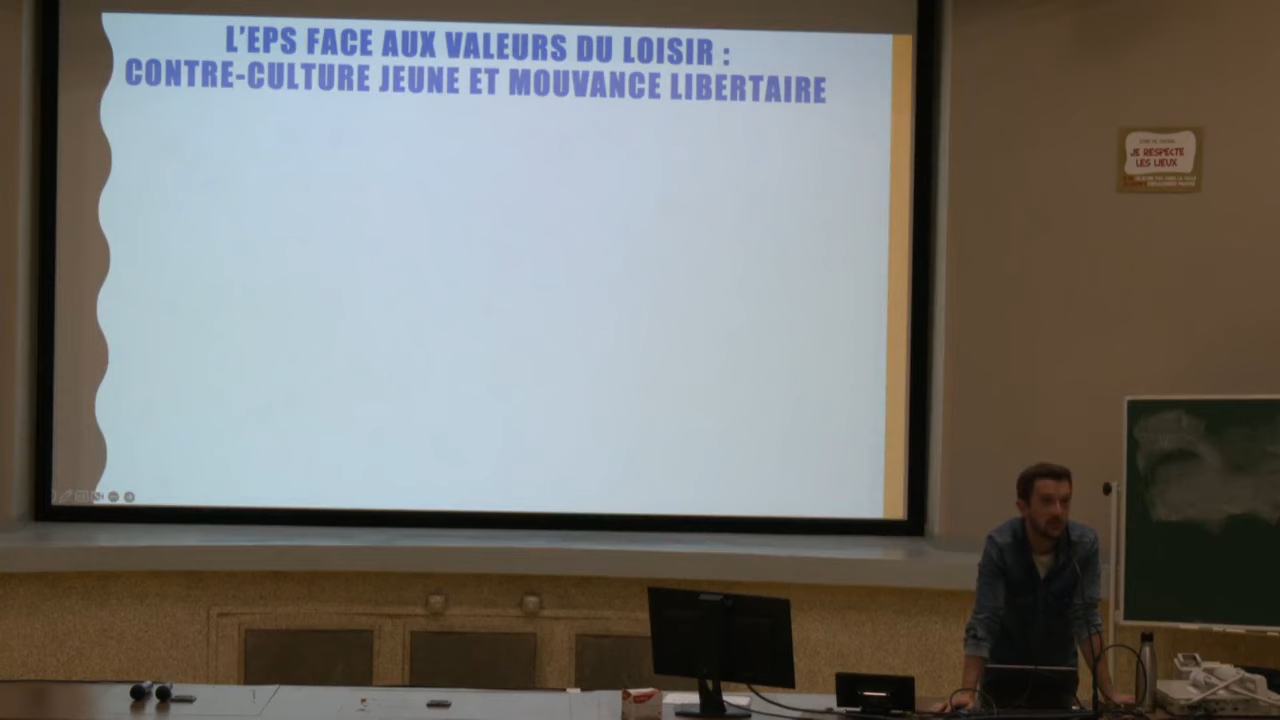 L'EPS FACE AUX VALEURS DU LOISIR :
CONTRE-CULTURE JEUNE ET MOUVANCE LIBERTAIRE
JE RESPECTE
LES LIEUX